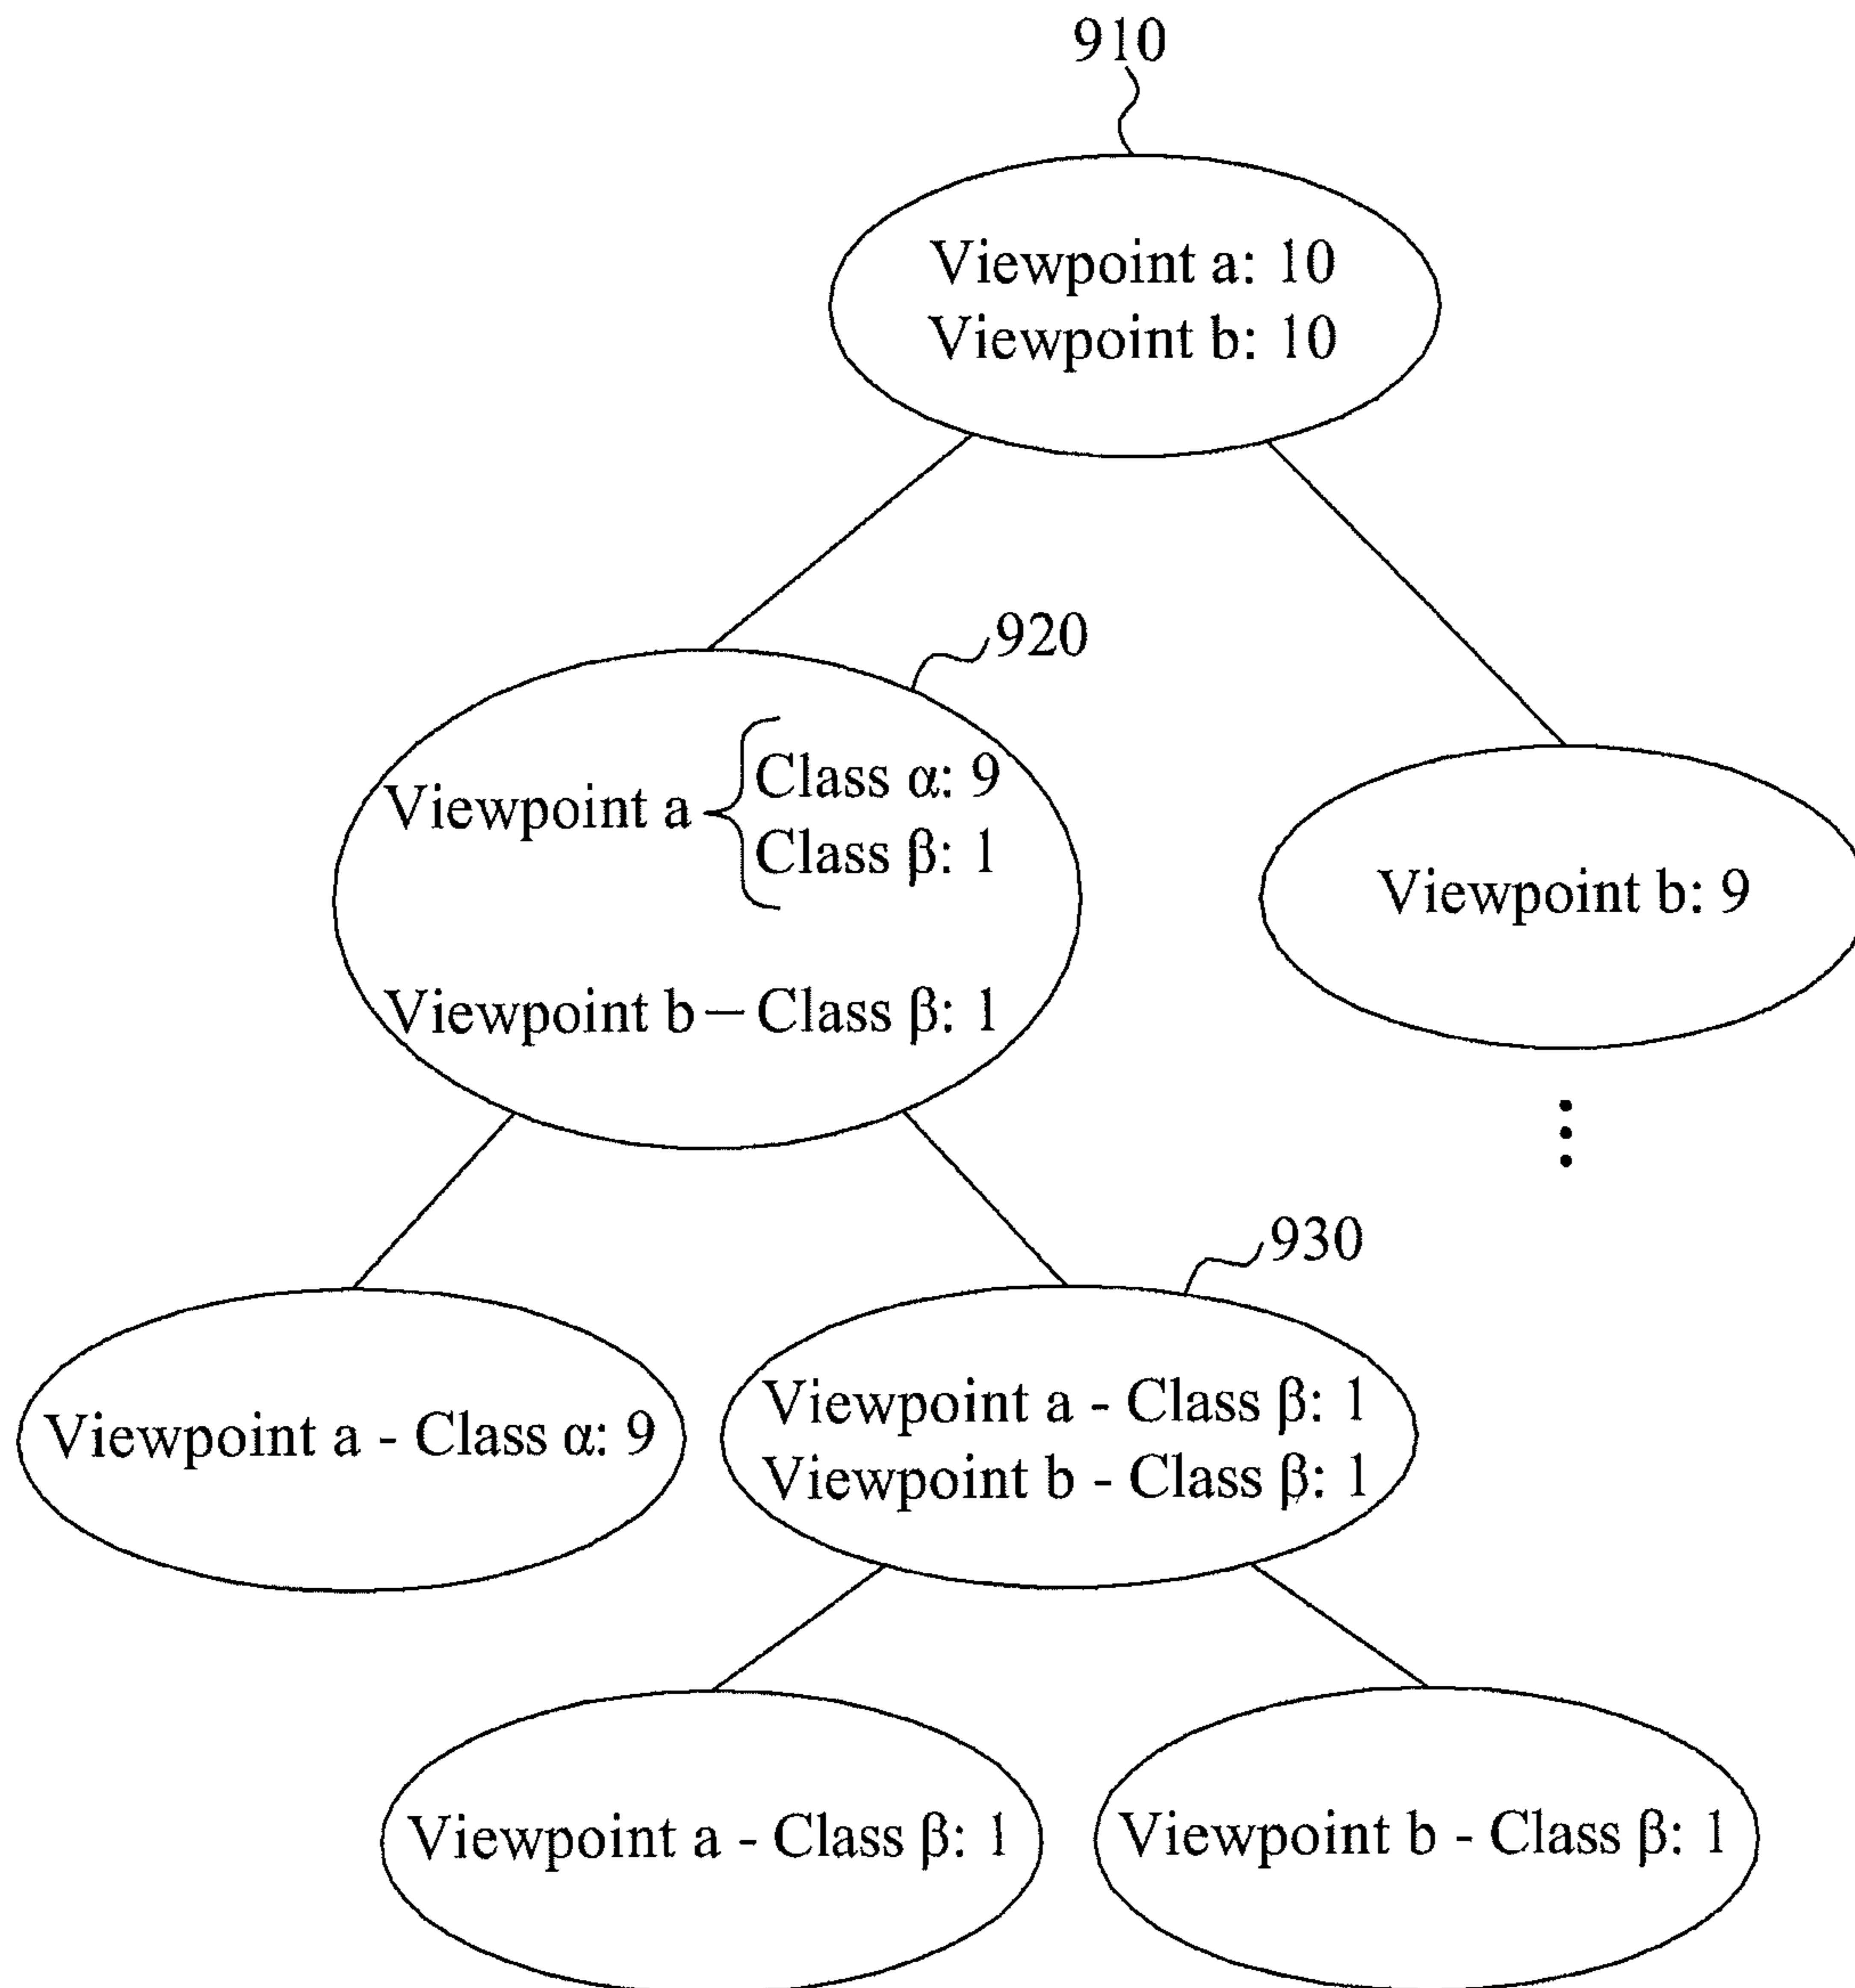 910
Viewpoint a: 10
Viewpoint b: 10
920
Viewpoint a
Class α: 9
Class β: 1
Viewpoint b – Class β: 1
Viewpoint b: 9
930
Viewpoint a - Class α: 9
Viewpoint a - Class β: 1
Viewpoint b - Class β: 1
Viewpoint a - Class β: 1
Viewpoint b - Class β: 1